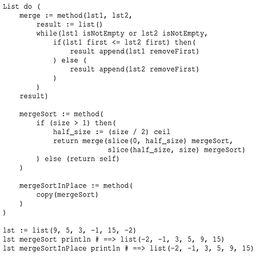 List do (
    merge := method(lst1, lst2,
        result := list()
        while(lst1 isNotEmpty or lst2 isNotEmpty,
            if(lst1 first <= lst2 first) then(
                result append(lst1 removeFirst)
            ) else (
                result append(lst2 removeFirst)
            )
        )
    result)

    mergeSort := method(
        if (size > 1) then(
            half_size := (size / 2) ceil
            return merge(slice(0, half_size) mergeSort,
                         slice(half_size, size) mergeSort)
        ) else (return self)
    )

    mergeSortInPlace := method(
        copy(mergeSort)
    )
)

lst := list(9, 5, 3, -1, 15, -2)
lst mergeSort println # ==> list(-2, -1, 3, 5, 9, 15)
lst mergeSortInPlace println # ==> list(-2, -1, 3, 5, 9, 15)